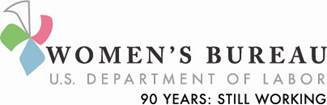 WOMEN'S BUREAU
U.S. DEPARTMENT OF LABOR
90 YEARS: STILL WORKING